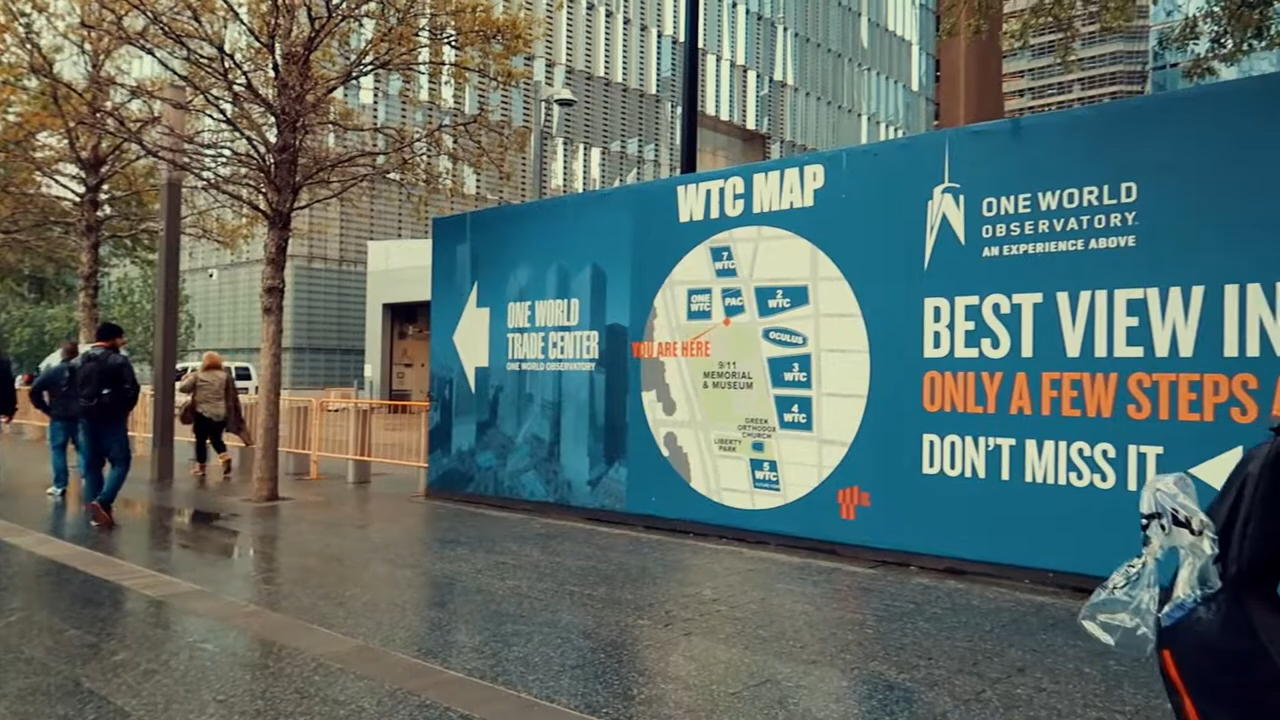 WTC MAP
ONE WORLD
TRADE CENTER
ONE WORLD OBSERVATORY
7
WTC
ONE
WTC
PAC
2
WTC
OCULUS
YOU ARE HERE
9/11
MEMORIAL
& MUSEUM
3
WTC
4
WTC
GREEK
ORTHODOX
CHURCH
LIBERTY
PARK
5
WTC
ONE WORLD
OBSERVATORY.
AN EXPERIENCE ABOVE
BEST VIEW IN
ONLY A FEW STEPS
DON'T MISS IT